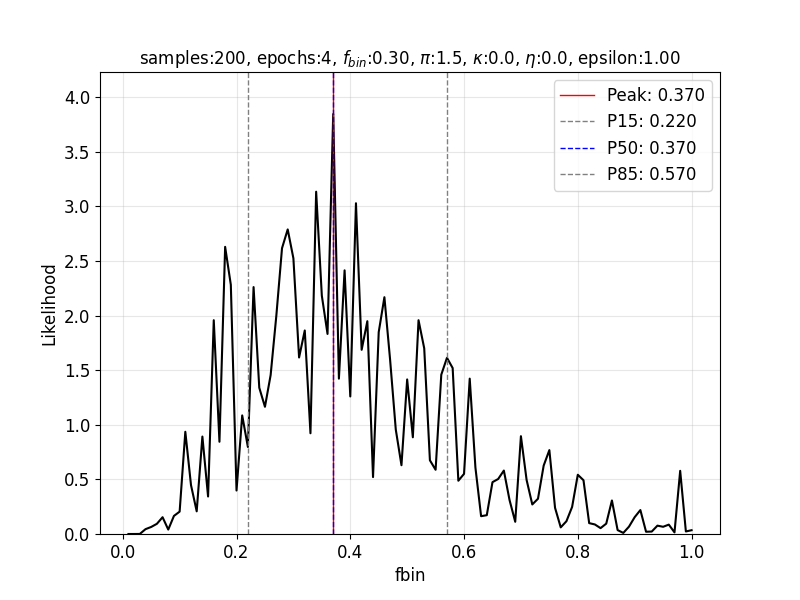 samples:200, epochs:4, f_bin:0.30, π:1.5, κ:0.0, η:0.0, epsilon:1.00
Peak: 0.370
P15: 0.220
P50: 0.370
P85: 0.570
Likelihood
4.0
3.5
3.0
2.5
2.0
1.5
1.0
0.5
0.0
0.0 0.2 0.4 0.6 0.8 1.0
fbin